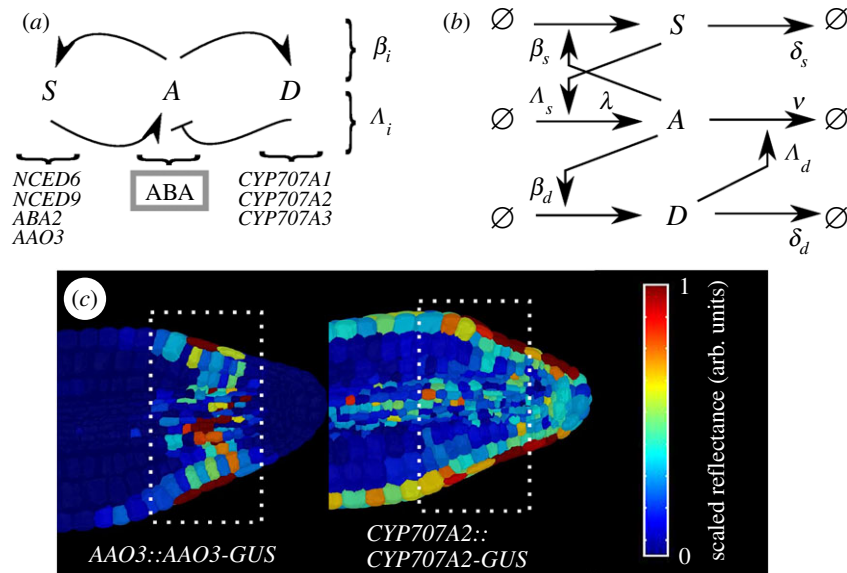 (a)
S A D
β_i
Λ_i
NCED6
NCED9
ABA2
AAO3
ABA
CYP707A1
CYP707A2
CYP707A3
(b)
∅ S ∅
β_s δ_s
Λ_s λ ν
∅ A ∅
β_d Λ_d
∅ D ∅
δ_d
(c)
AAO3::AAO3-GUS
CYP707A2::
CYP707A2-GUS
1
0
scaled reflectance (arb. units)